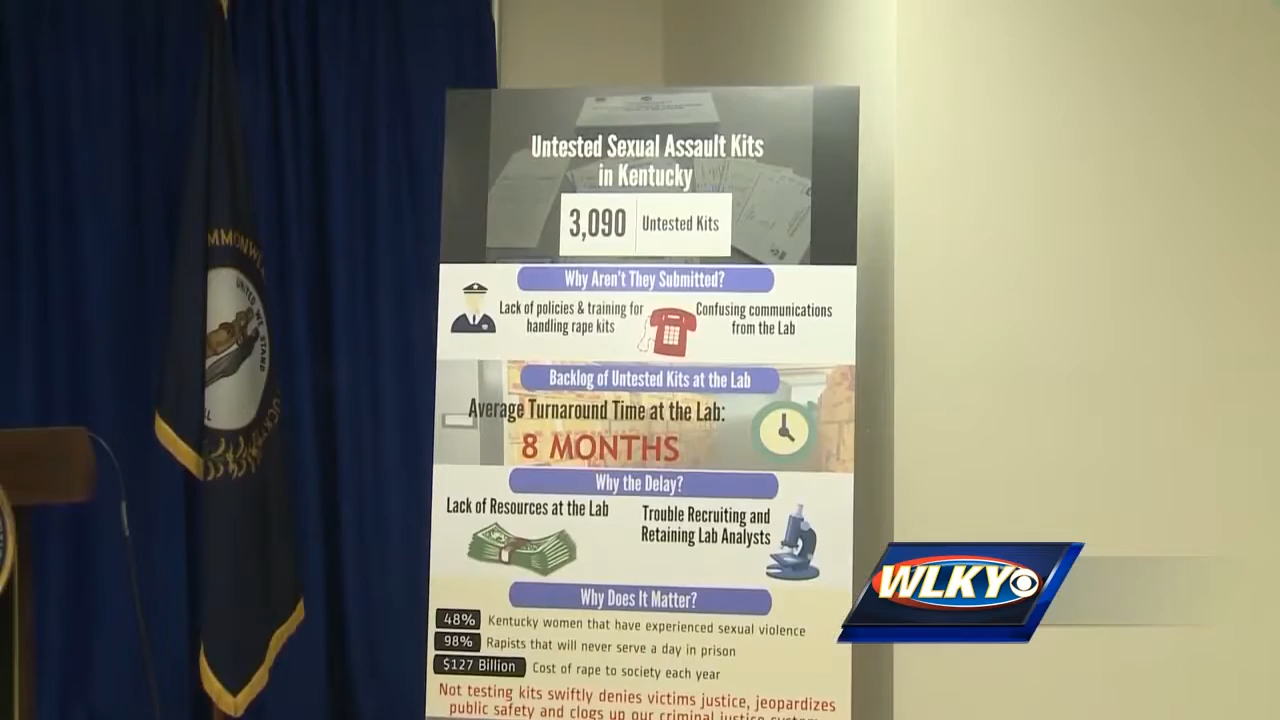 Untested Sexual Assault Kits
in Kentucky
3,090 Untested Kits
Why Aren't They Submitted?
Lack of policies & training for
handling rape kits
Confusing communications
from the Lab
Backlog of Untested Kits at the Lab
Average Turnaround Time at the Lab:
8 MONTHS
Why the Delay?
Lack of Resources at the Lab
Trouble Recruiting and
Retaining Lab Analysts
Why Does It Matter?
48% Kentucky women that have experienced sexual violence
98% Rapists that will never serve a day in prison
$127 Billion Cost of rape to society each year
Not testing kits swiftly denies victims justice, jeopardizes
public safety and clogs up our criminal justice system
UNITED WE STAND
WLKY